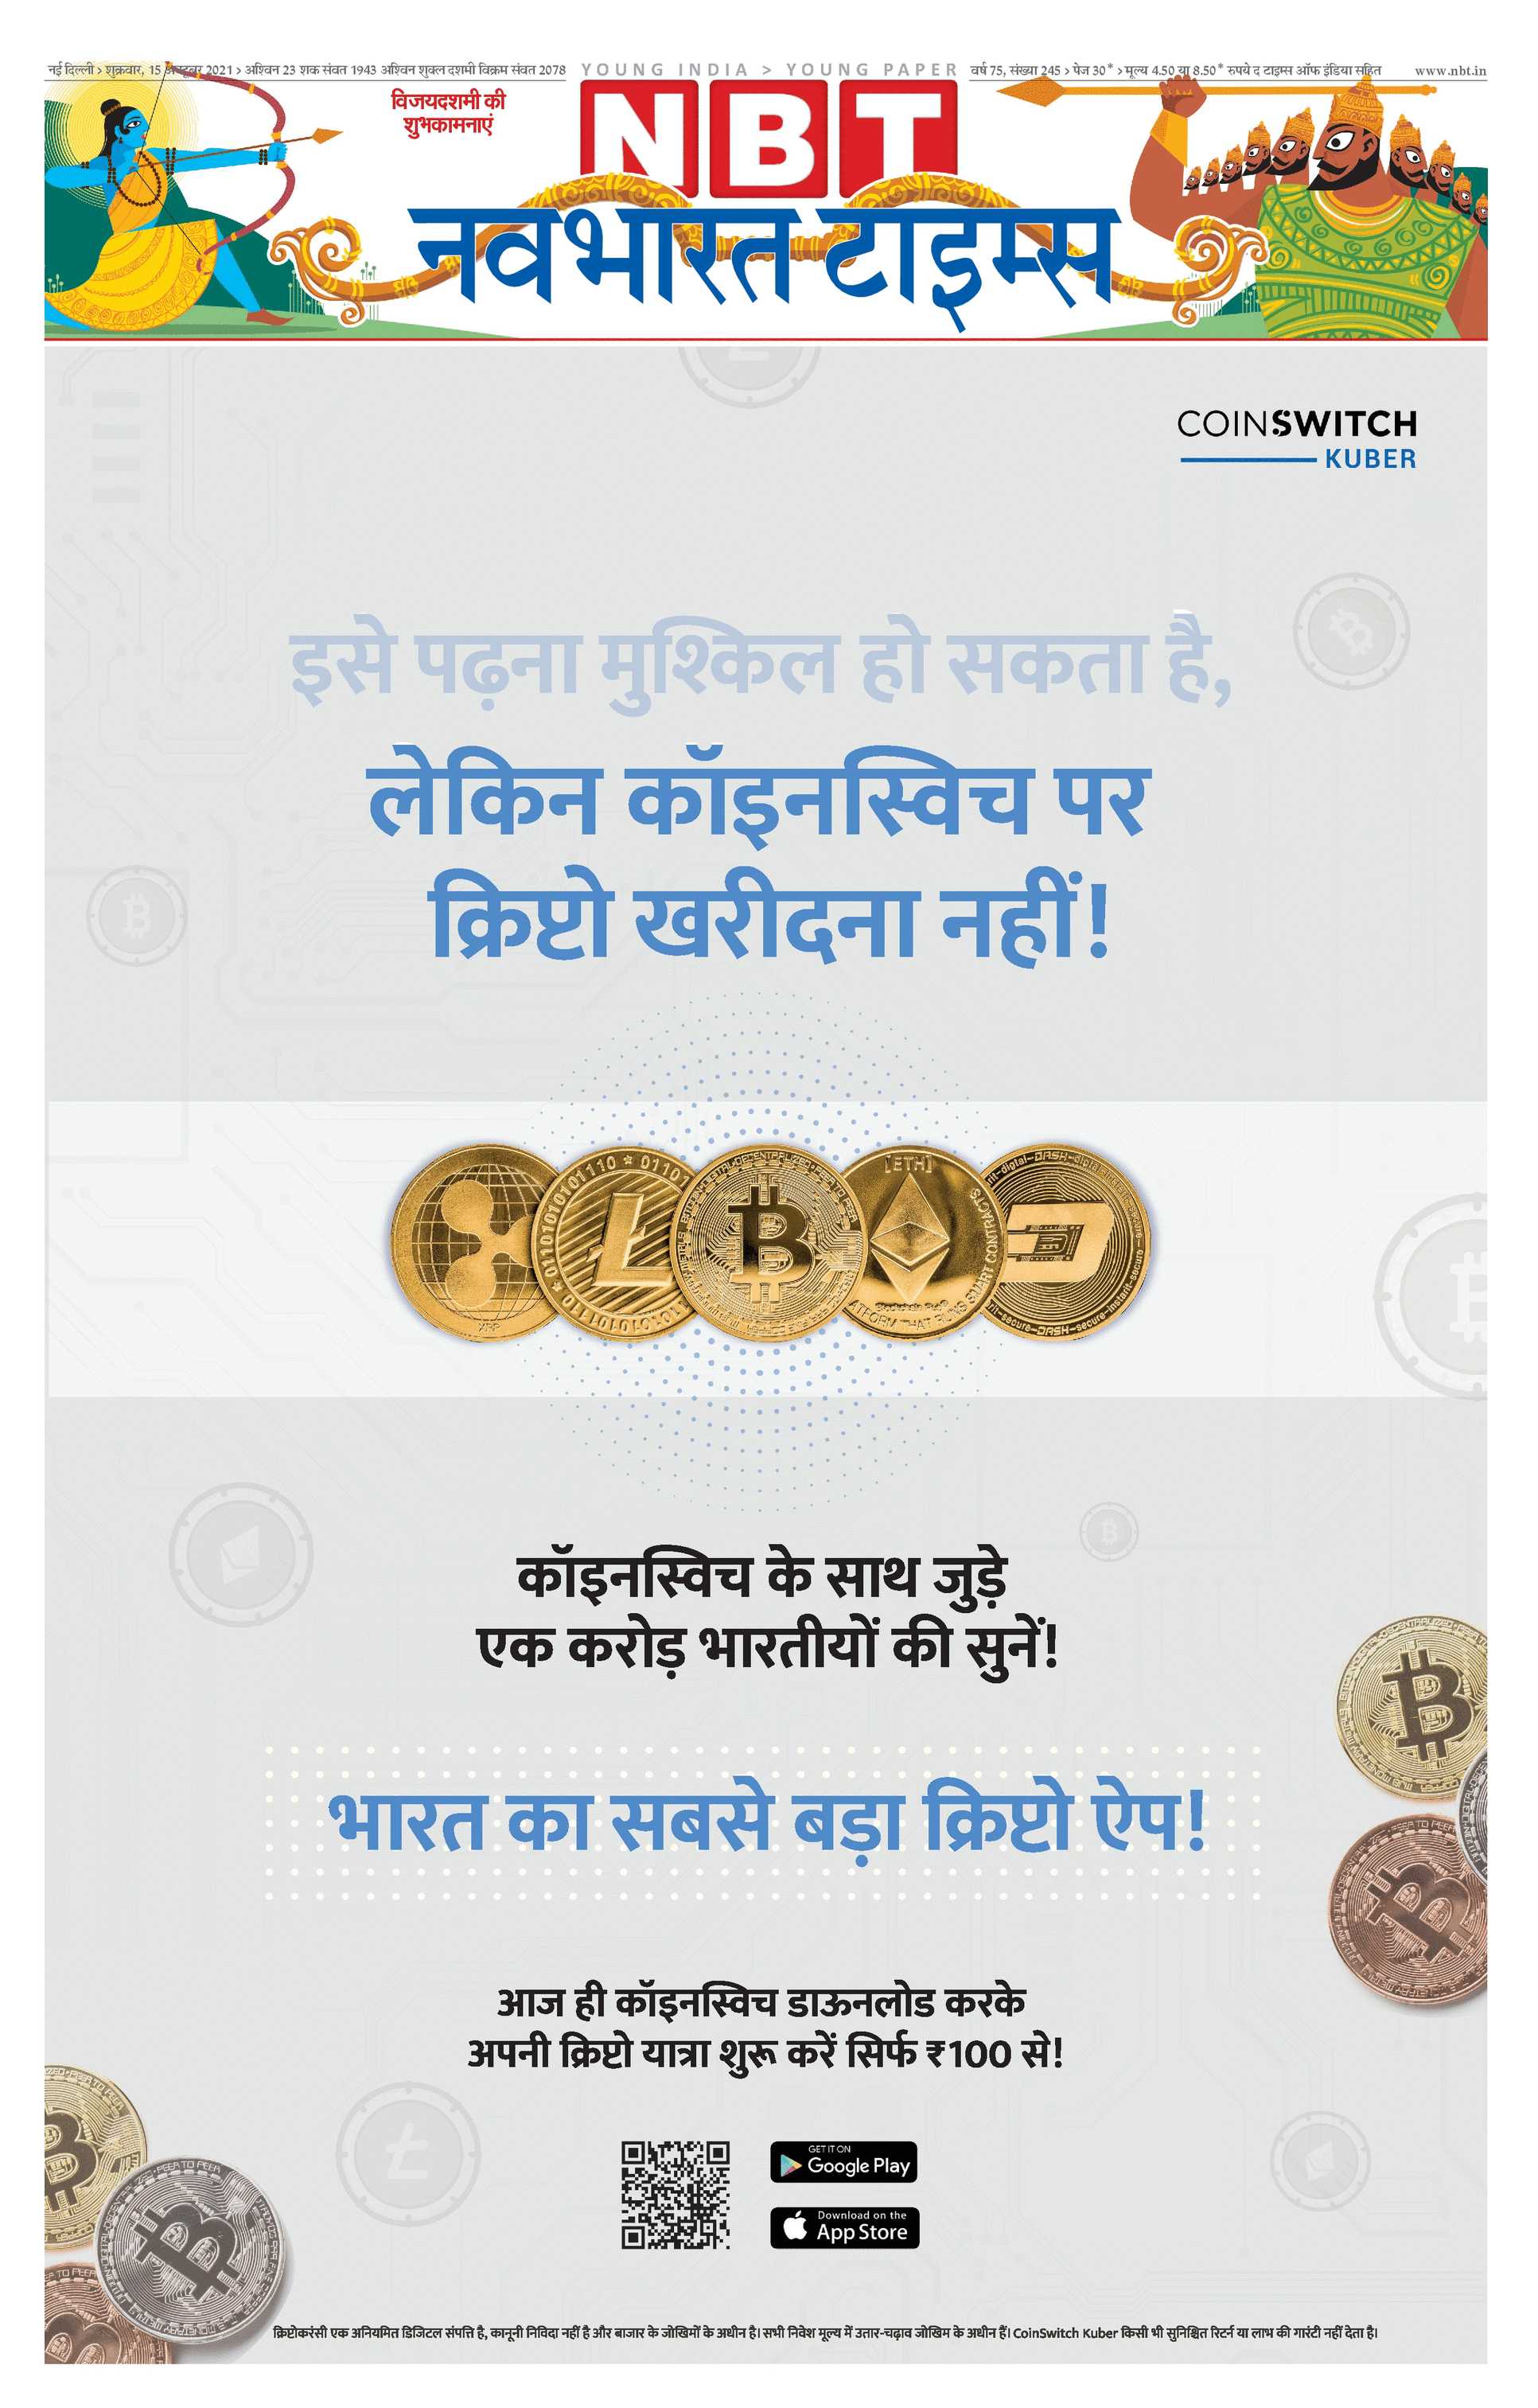 नई दिल्ली > शुक्रवार, 15 अक्टूबर 2021 > अश्विन 23 शक संवत 1943 अश्विन शुक्ल दशमी विक्रम संवत 2078
YOUNG INDIA > YOUNG PAPER
वर्ष 75, संख्या 245 > पेज 30* > मूल्य 4.50 या 8.50* रुपये द टाइम्स ऑफ इंडिया सहित
www.nbt.in
विजयदशमी की
शुभकामनाएं
NBT
नवभारत टाइम्स
COINSWITCH
KUBER
इसे पढ़ना मुश्किल हो सकता है,
लेकिन कॉइनस्विच पर
क्रिप्टो खरीदना नहीं!
XRP
[ETH]
कॉइनस्विच के साथ जुड़े
एक करोड़ भारतीयों की सुनें!
भारत का सबसे बड़ा क्रिप्टो ऐप!
आज ही कॉइनस्विच डाऊनलोड करके
अपनी क्रिप्टो यात्रा शुरू करें सिर्फ ₹100 से!
GET IT ON
Google Play
Download on the
App Store
क्रिप्टोकरंसी एक अनियमित डिजिटल संपत्ति है, कानूनी निविदा नहीं है और बाजार के जोखिमों के अधीन है। सभी निवेश मूल्य में उतार-चढ़ाव जोखिम के अधीन हैं। CoinSwitch Kuber किसी भी सुनिश्चित रिटर्न या लाभ की गारंटी नहीं देता है।